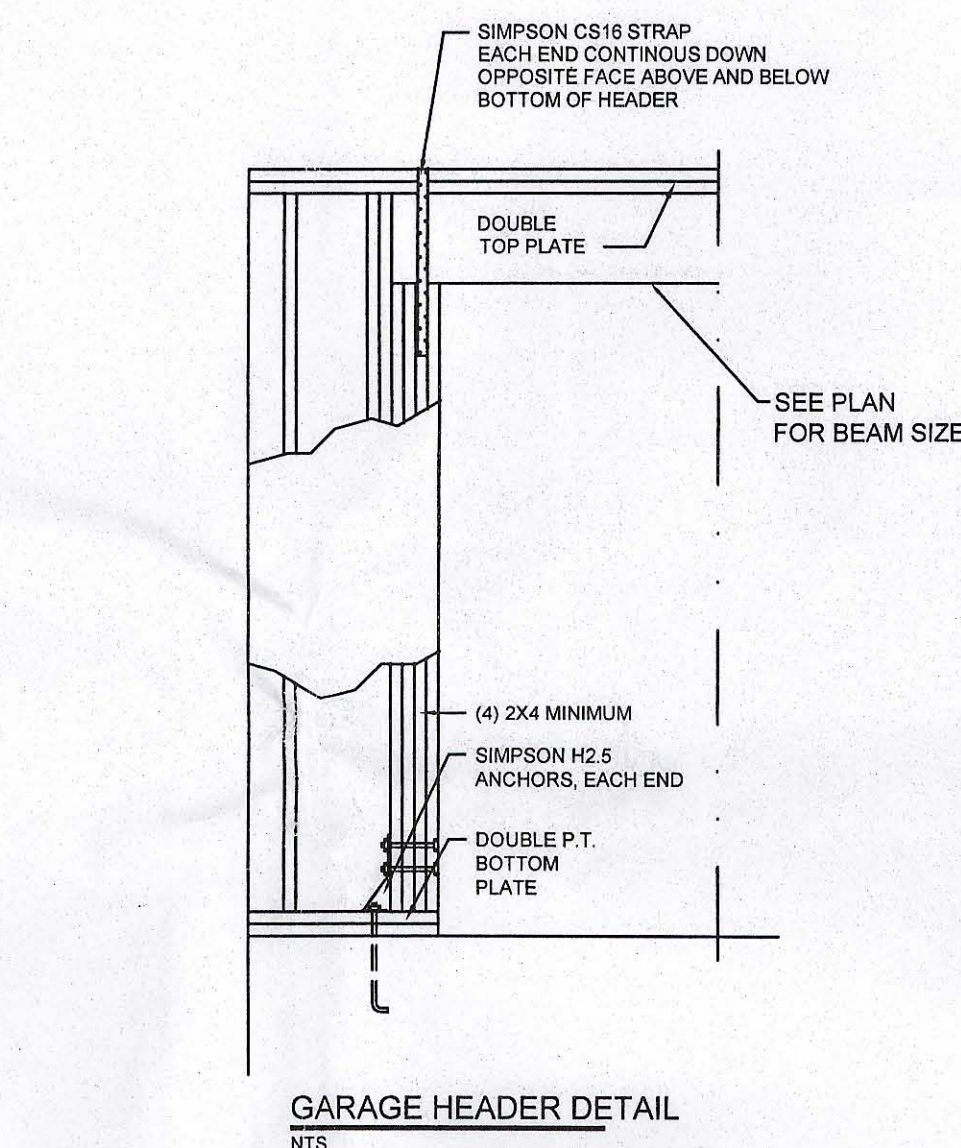 SIMPSON CS16 STRAP
EACH END CONTINOUS DOWN
OPPOSITE FACE ABOVE AND BELOW
BOTTOM OF HEADER
DOUBLE
TOP PLATE
SEE PLAN
FOR BEAM SIZE
(4) 2X4 MINIMUM
SIMPSON H2.5
ANCHORS, EACH END
DOUBLE P.T.
BOTTOM
PLATE
GARAGE HEADER DETAIL
NTS